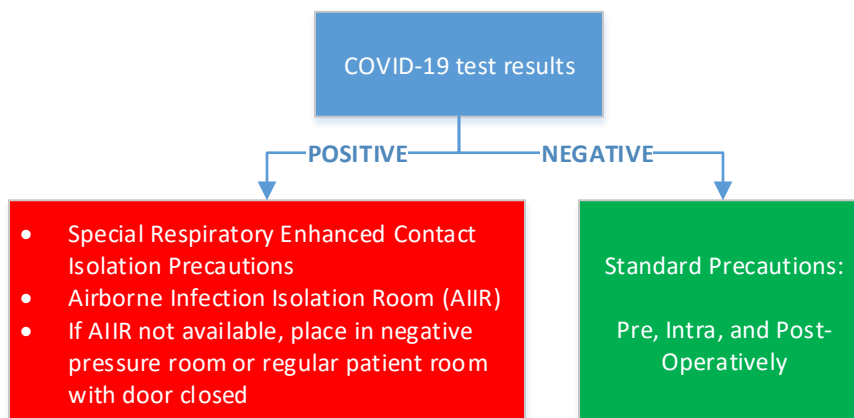 COVID-19 test results
POSITIVE
NEGATIVE
• Special Respiratory Enhanced Contact
Isolation Precautions
• Airborne Infection Isolation Room (AIIR)
• If AIIR not available, place in negative
pressure room or regular patient room
with door closed
Standard Precautions:
Pre, Intra, and Post-
Operatively